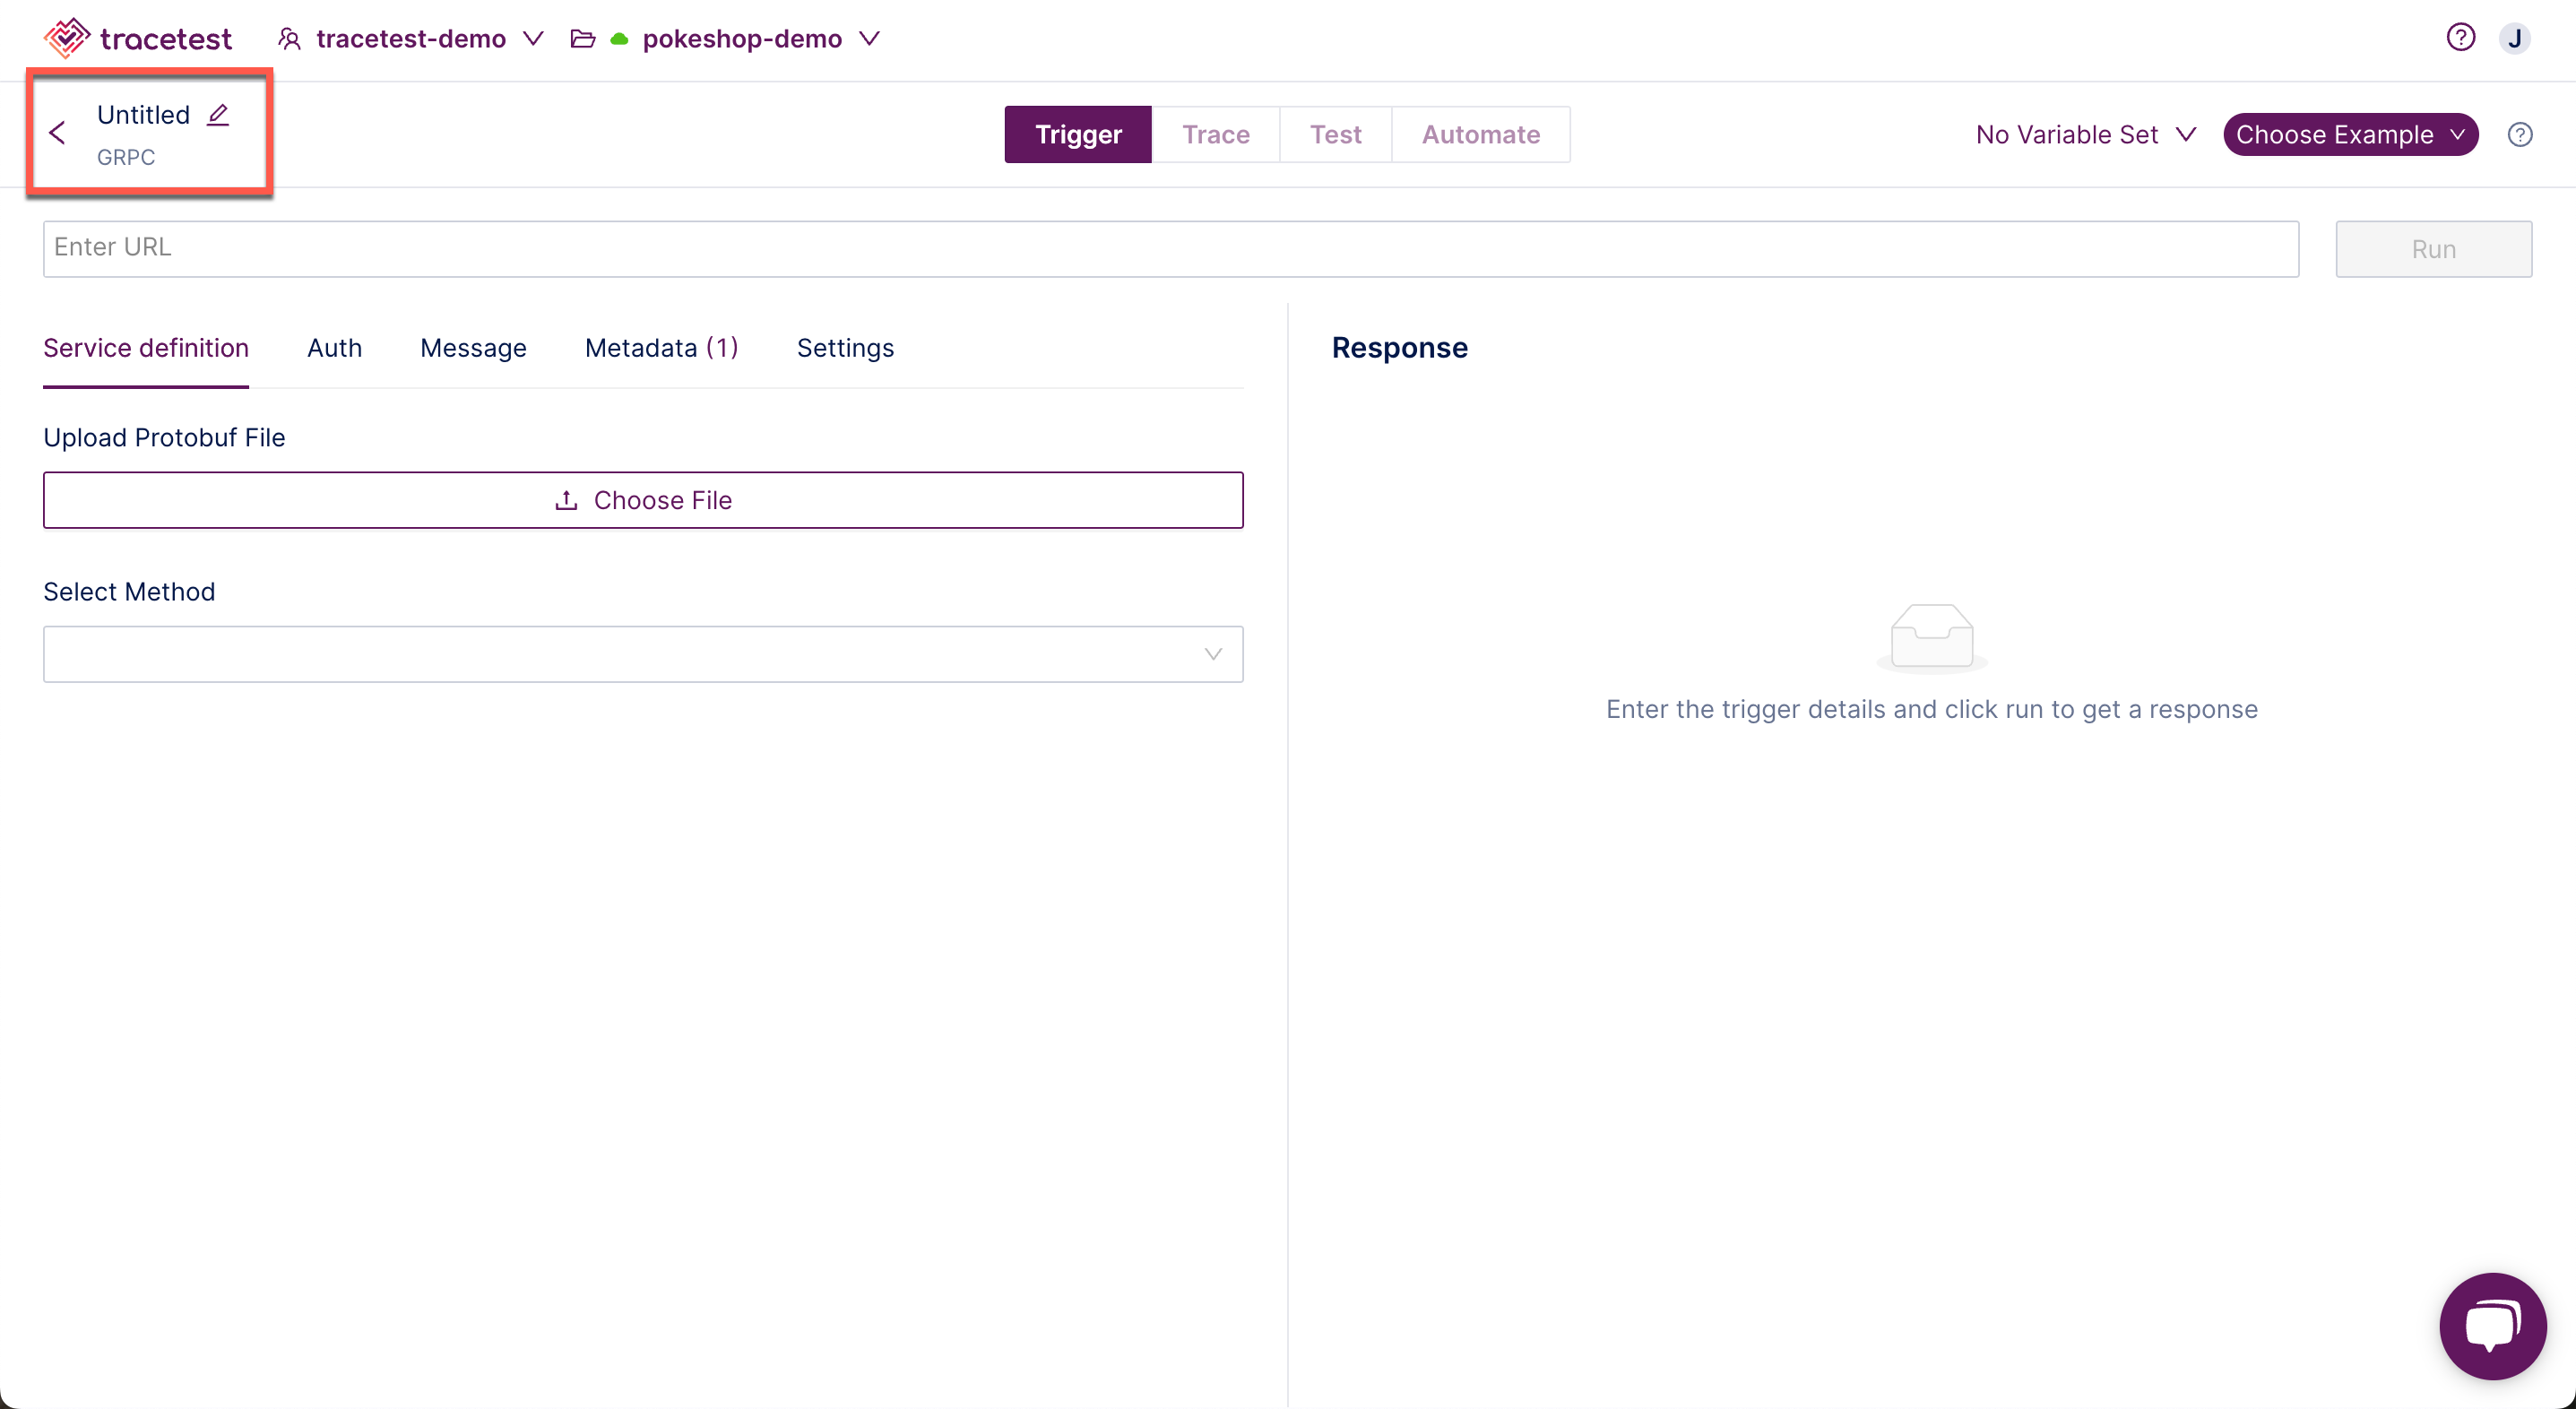 tracetest tracetest-demo pokeshop-demo J
Untitled
GRPC
Trigger Trace Test Automate
No Variable Set Choose Example
Enter URL Run
Service definition Auth Message Metadata (1) Settings
Upload Protobuf File
Choose File
Select Method
Response
Enter the trigger details and click run to get a response